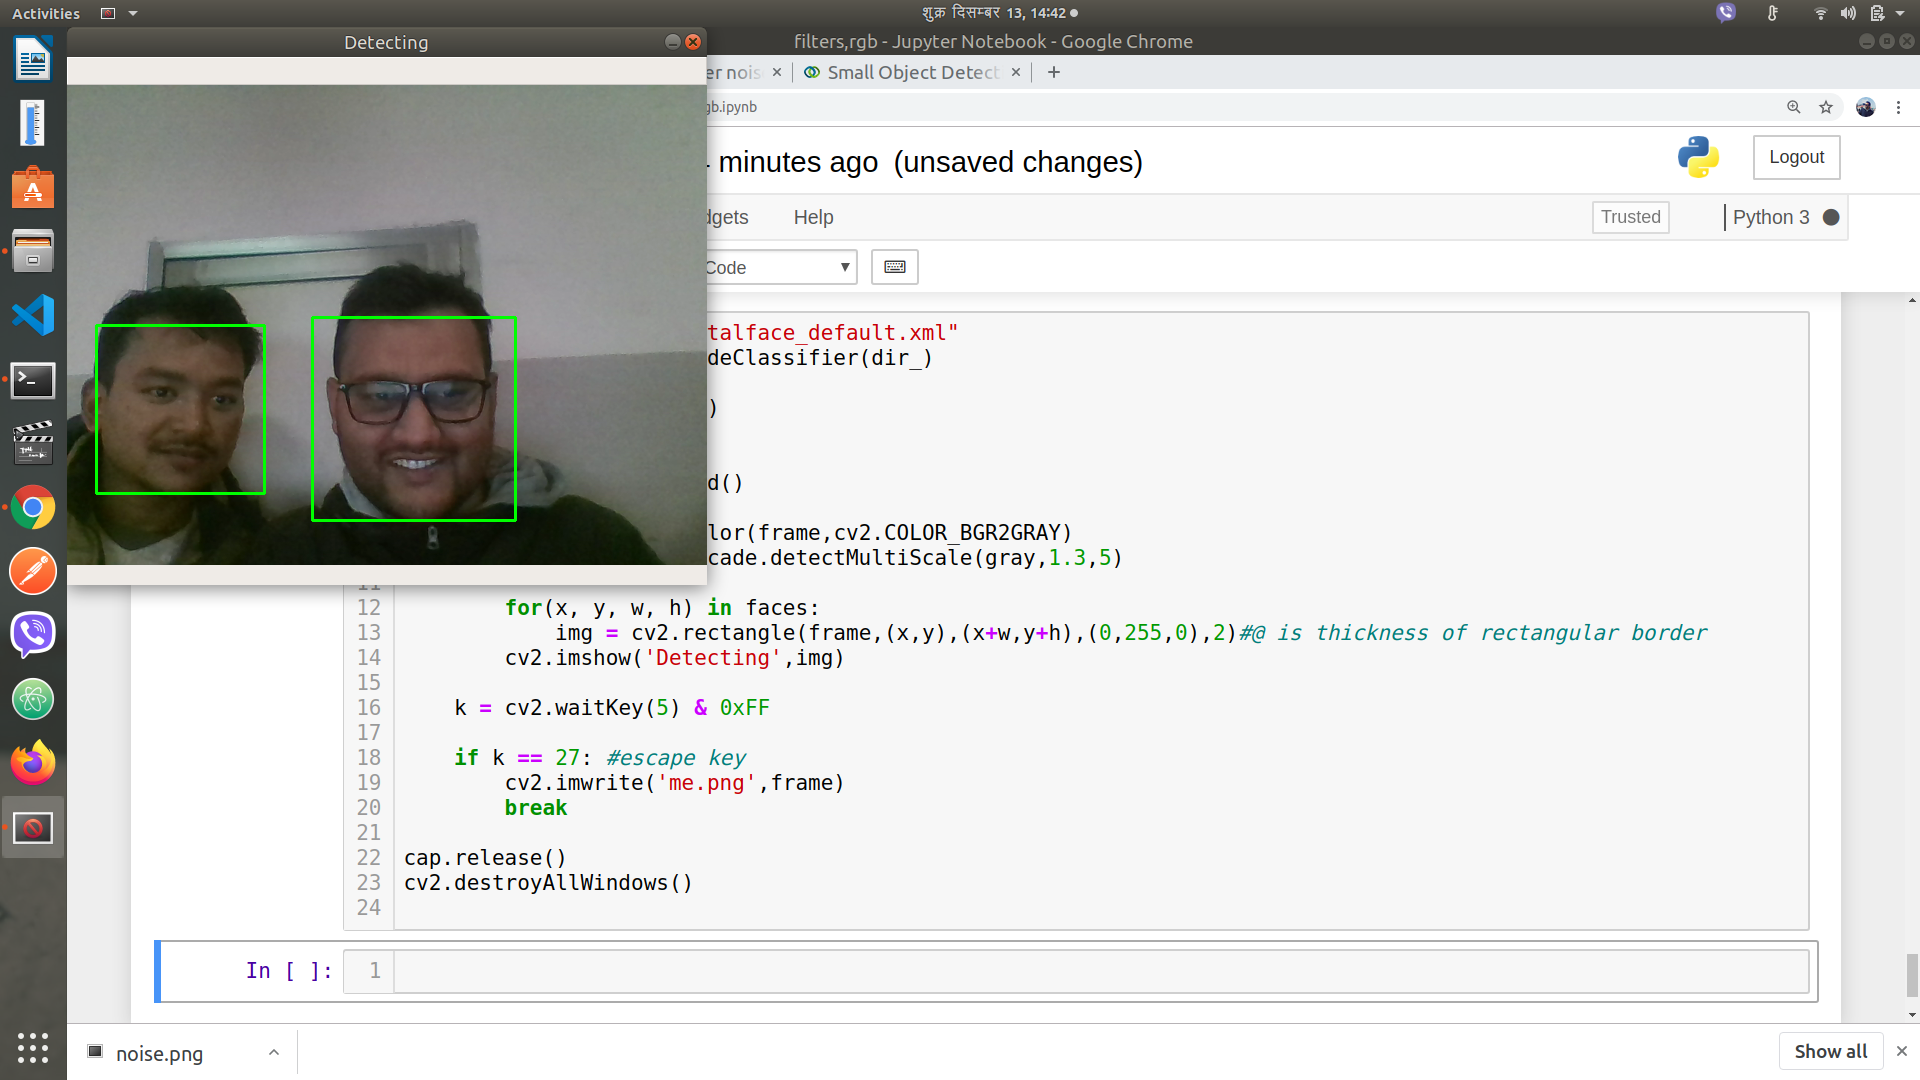 Activities
शुक्र दिसम्बर 13, 14:42
Detecting
filters,rgb - Jupyter Notebook - Google Chrome
er nois
Small Object Detect
gb.ipynb
minutes ago (unsaved changes)
Logout
dgets
Help
Trusted
Python 3
Code
talface_default.xml"
deClassifier(dir_)
)
d()
lor(frame,cv2.COLOR_BGR2GRAY)
cade.detectMultiScale(gray,1.3,5)
11
12 for(x, y, w, h) in faces:
13 img = cv2.rectangle(frame,(x,y),(x+w,y+h),(0,255,0),2)#@ is thickness of rectangular border
14 cv2.imshow('Detecting',img)
15
16 k = cv2.waitKey(5) & 0xFF
17
18 if k == 27: #escape key
19 cv2.imwrite('me.png',frame)
20 break
21
22 cap.release()
23 cv2.destroyAllWindows()
24
In [ ]: 1
noise.png
Show all